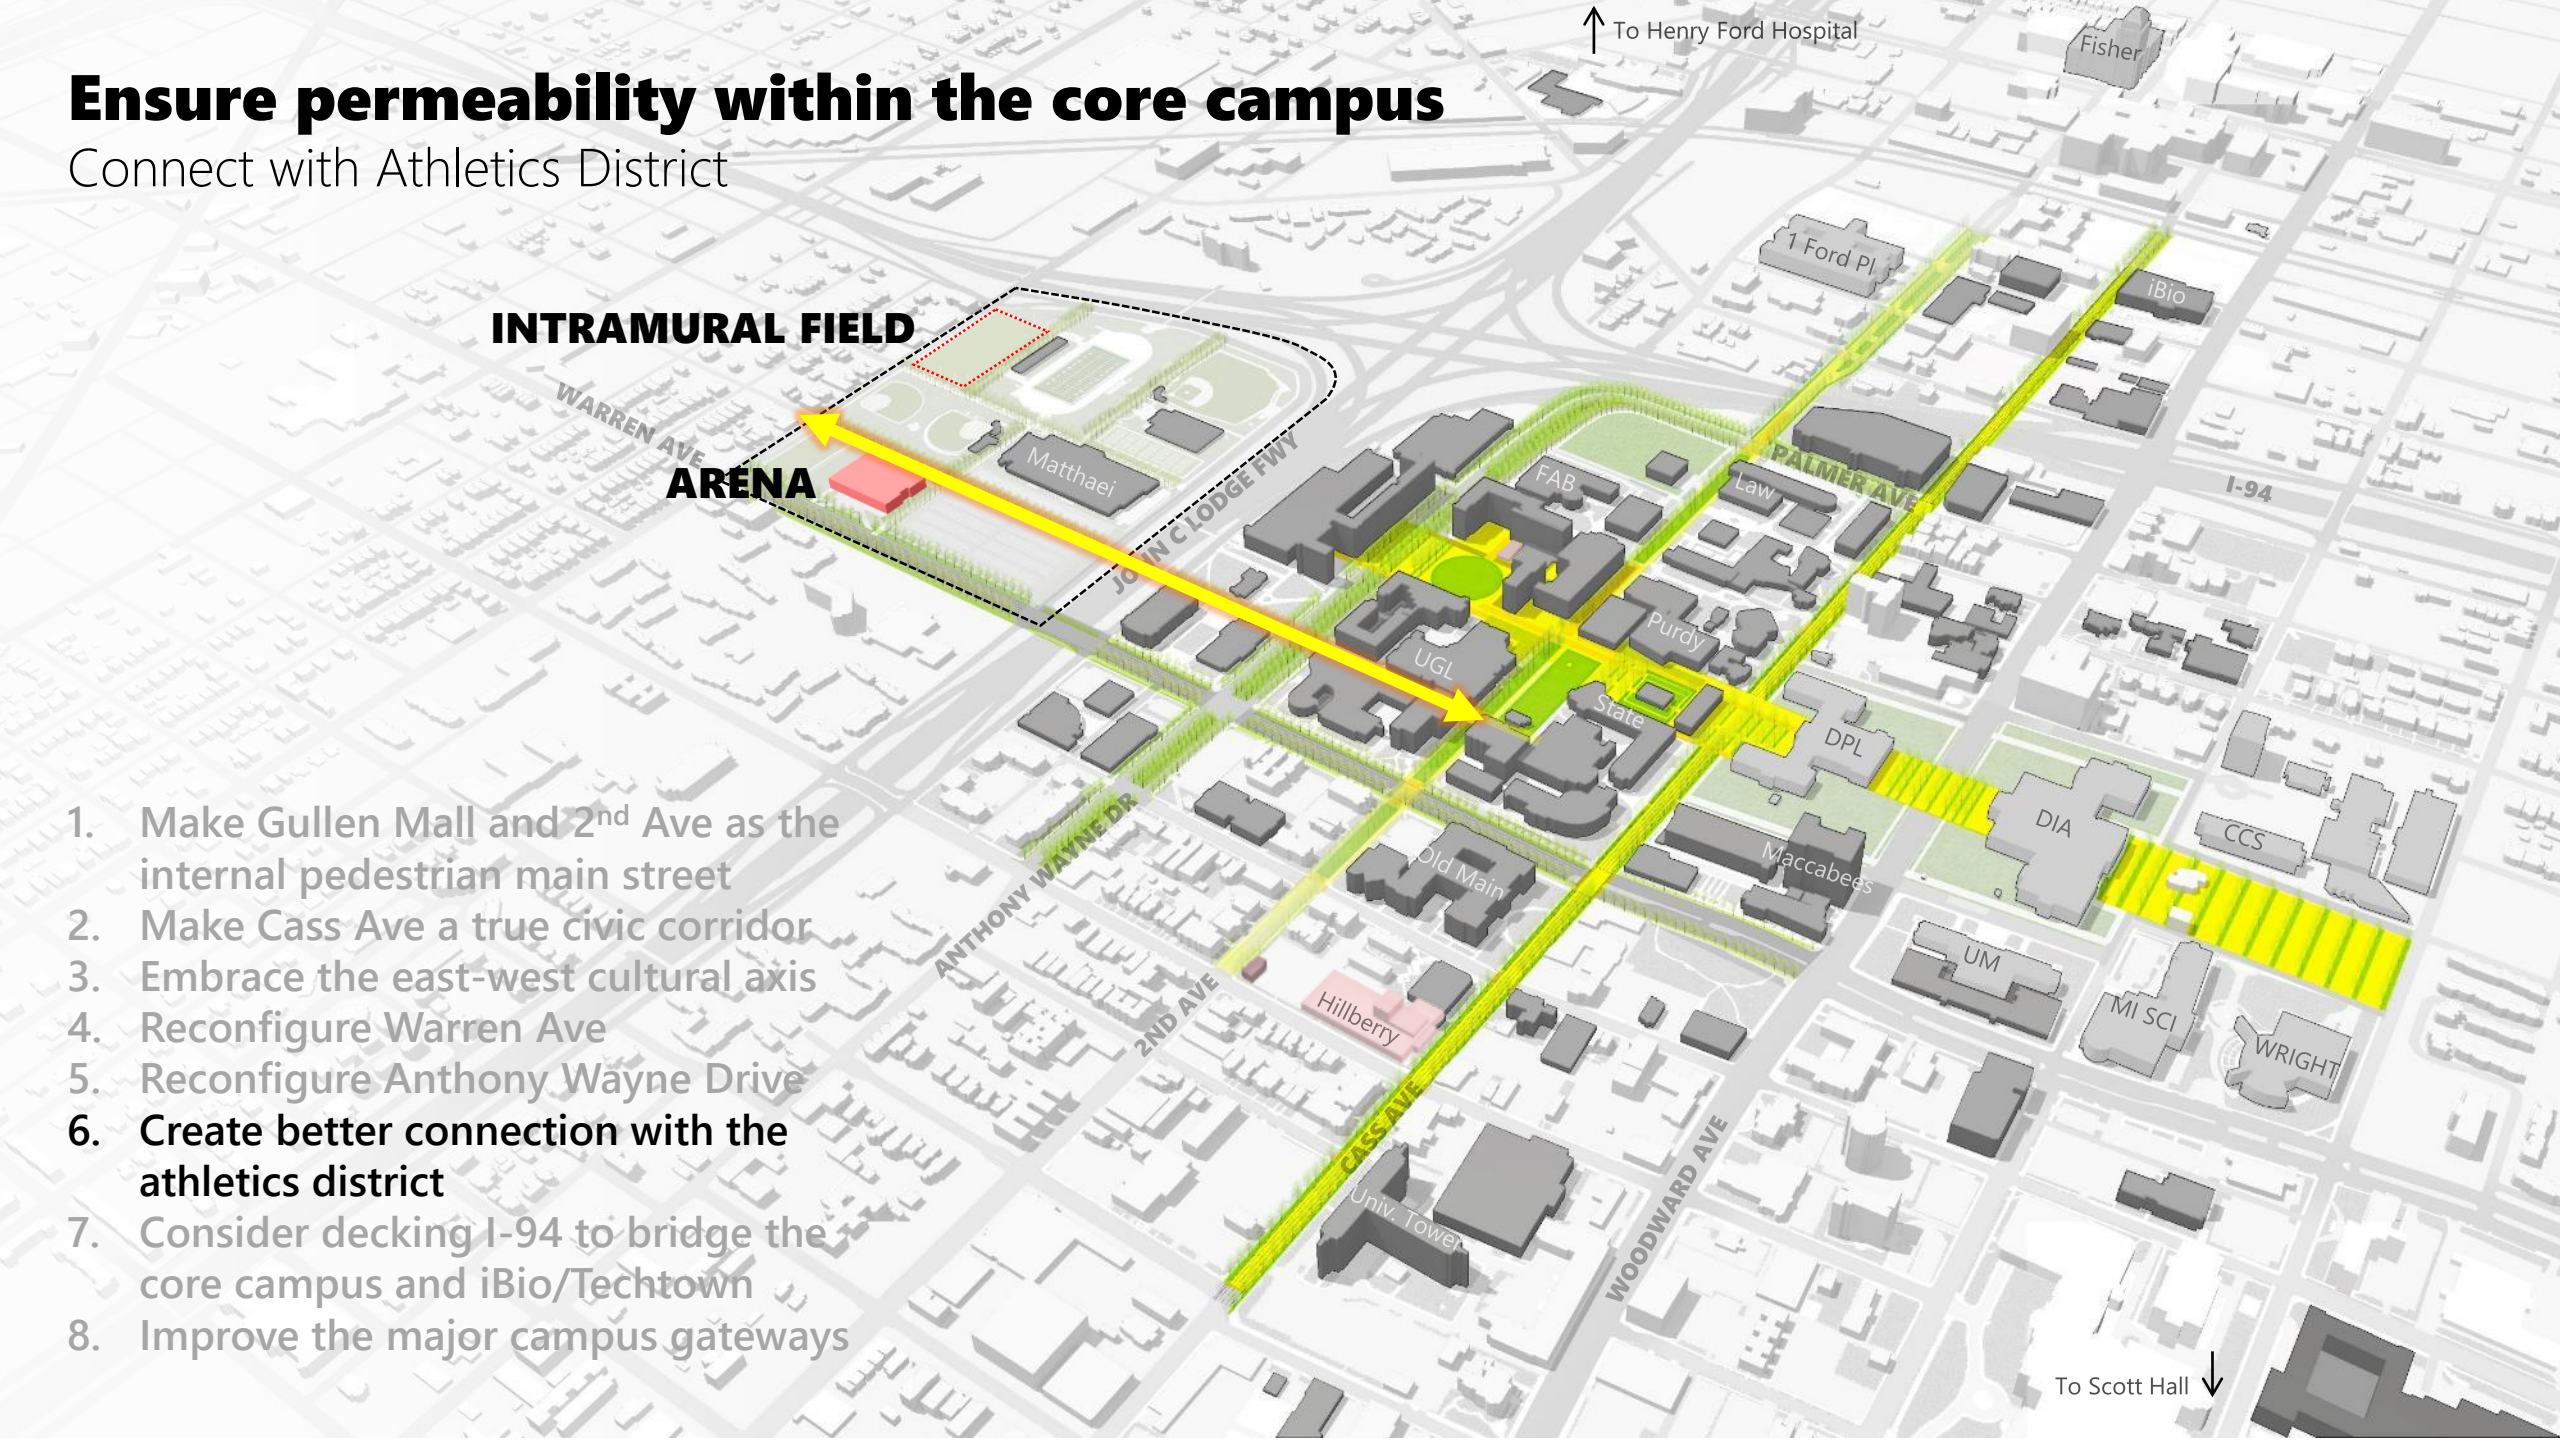 To Henry Ford Hospital
Fisher
Ensure permeability within the core campus
Connect with Athletics District
1 Ford Pl
iBio
INTRAMURAL FIELD
WARREN AVE
ARENA
Matthaei
JOHN C LODGE FWY
FAB
Law
PALMER AVE
I-94
UGL
Purdy
State
DPL
DIA
CCS
Old Main
Maccabees
ANTHONY WAYNE DR
2ND AVE
Hillberry
UM
MI SCI
WRIGHT
CASS AVE
WOODWARD AVE
Univ. Tower
1. Make Gullen Mall and 2nd Ave as the
internal pedestrian main street
2. Make Cass Ave a true civic corridor
3. Embrace the east-west cultural axis
4. Reconfigure Warren Ave
5. Reconfigure Anthony Wayne Drive
6. Create better connection with the
athletics district
7. Consider decking I-94 to bridge the
core campus and iBio/Techtown
8. Improve the major campus gateways
To Scott Hall